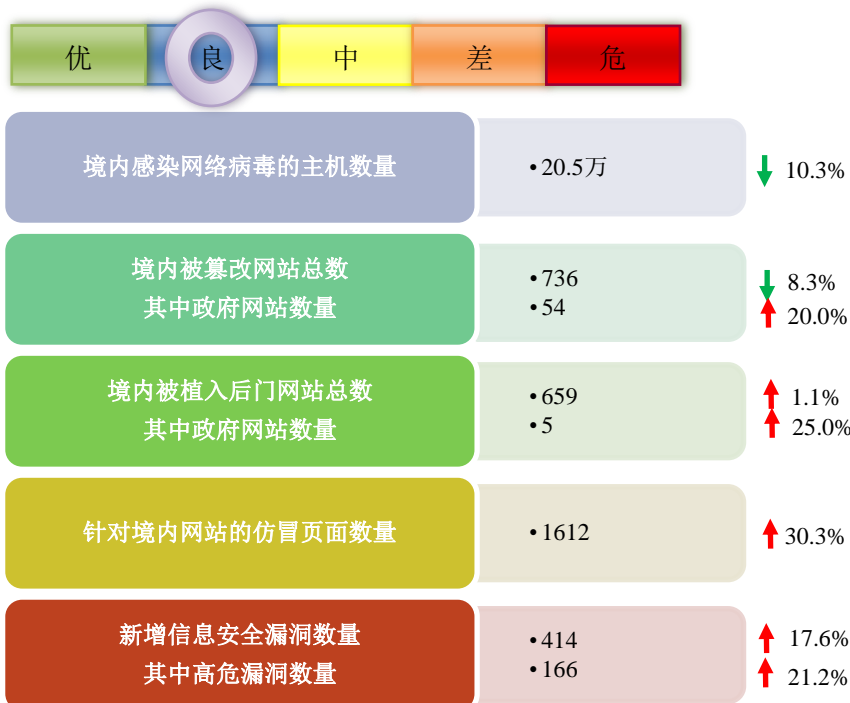 优 良 中 差 危
境内感染网络病毒的主机数量 •20.5万 10.3%
境内被篡改网站总数 •736 8.3%
其中政府网站数量 •54 20.0%
境内被植入后门网站总数 •659 1.1%
其中政府网站数量 •5 25.0%
针对境内网站的仿冒页面数量 •1612 30.3%
新增信息安全漏洞数量 •414 17.6%
其中高危漏洞数量 •166 21.2%